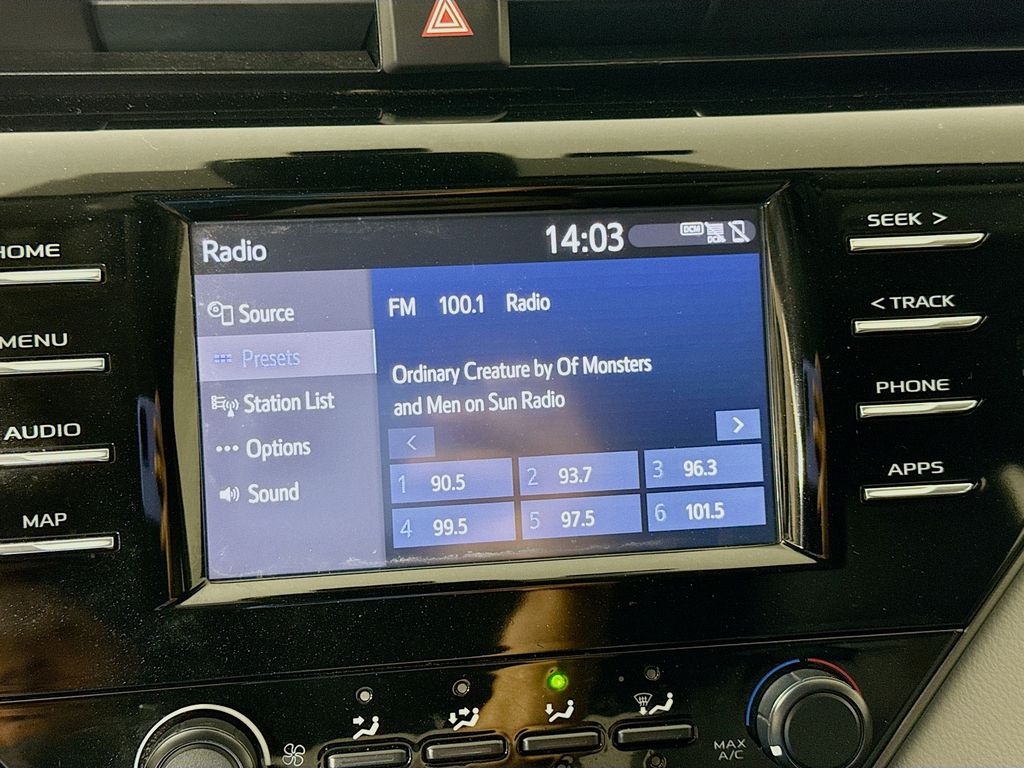 HOME
MENU
AUDIO
MAP
Radio
14:03
DCM
DCM
Source
Presets
Station List
Options
Sound
FM 100.1 Radio
Ordinary Creature by Of Monsters
and Men on Sun Radio
< >
1 90.5
2 93.7
3 96.3
4 99.5
5 97.5
6 101.5
SEEK >
< TRACK
PHONE
APPS
MAX
A/C